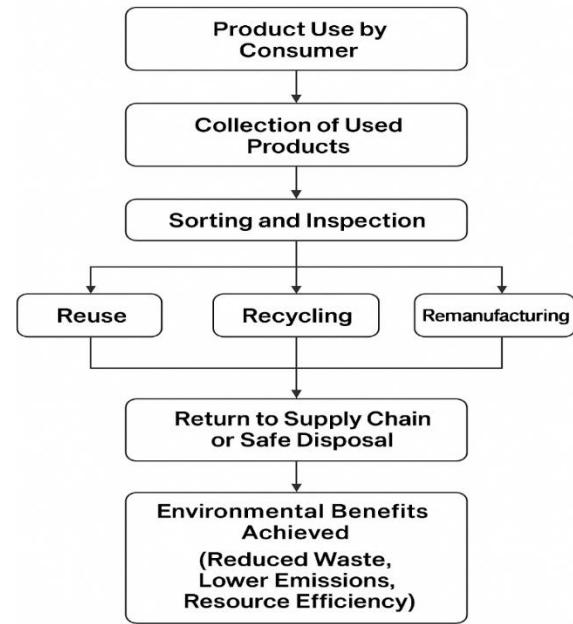 Product Use by
Consumer
Collection of Used
Products
Sorting and Inspection
Reuse
Recycling
Remanufacturing
Return to Supply Chain
or Safe Disposal
Environmental Benefits
Achieved
(Reduced Waste,
Lower Emissions,
Resource Efficiency)